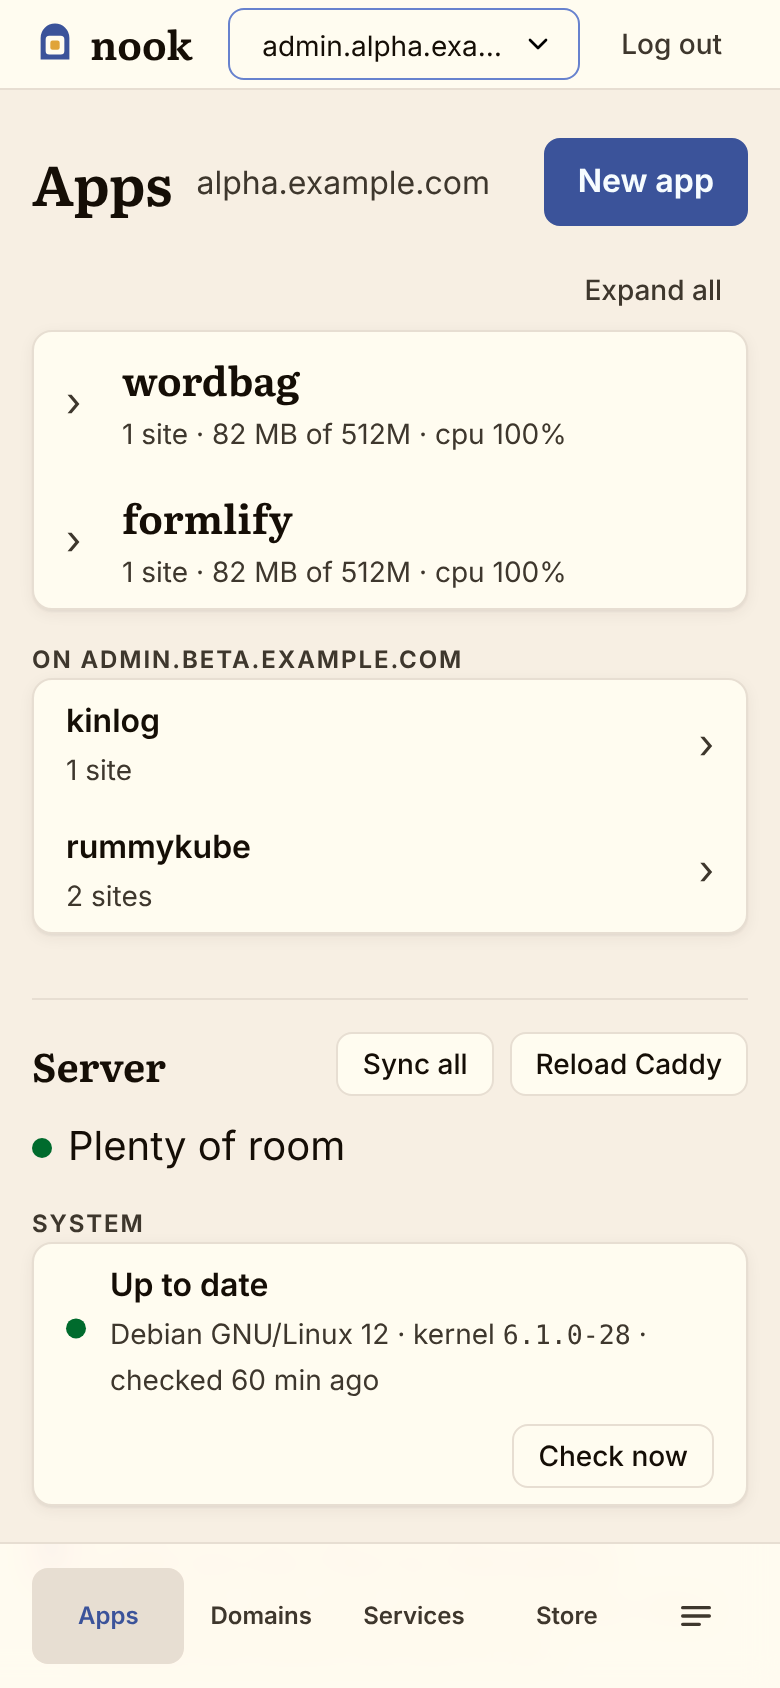 nook
admin.alpha.exa...
Log out
Apps
alpha.example.com
New app
Expand all
wordbag
1 site · 82 MB of 512M · cpu 100%
formlify
1 site · 82 MB of 512M · cpu 100%
ON ADMIN.BETA.EXAMPLE.COM
kinlog
1 site
rummykube
2 sites
Server
Sync all
Reload Caddy
Plenty of room
SYSTEM
Up to date
Debian GNU/Linux 12 · kernel 6.1.0-28 ·
checked 60 min ago
Check now
Apps
Domains
Services
Store